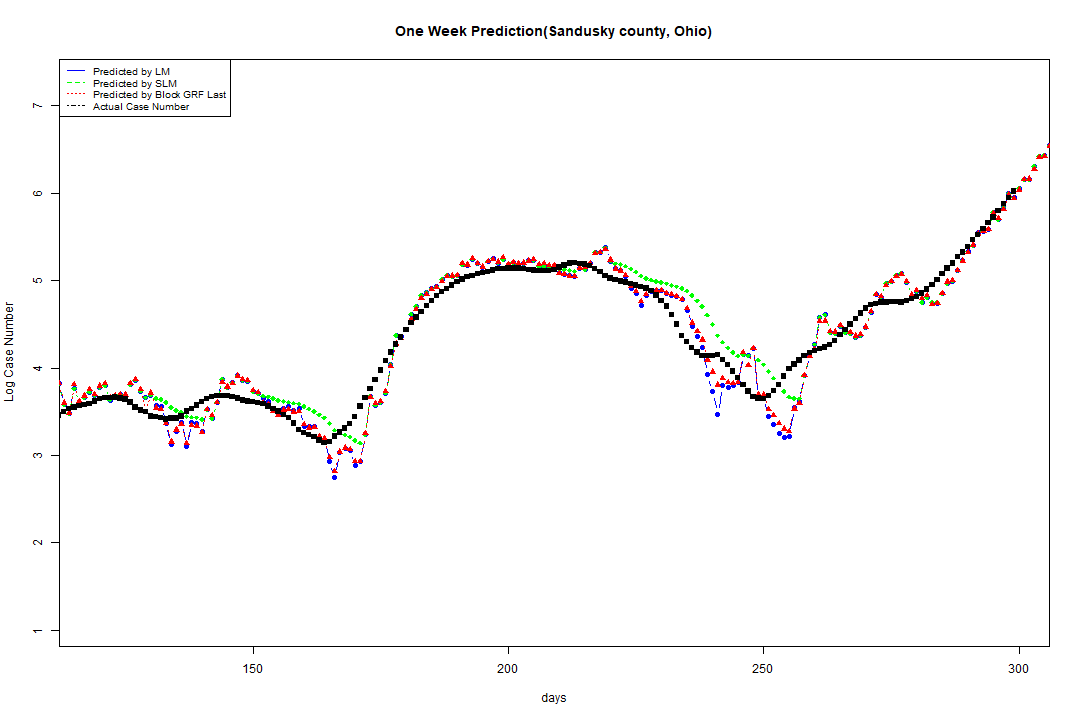 One Week Prediction(Sandusky county, Ohio)
Predicted by LM
Predicted by SLM
Predicted by Block GRF Last
Actual Case Number
7
6
5
4
3
2
1
Log Case Number
150 200 250 300
days